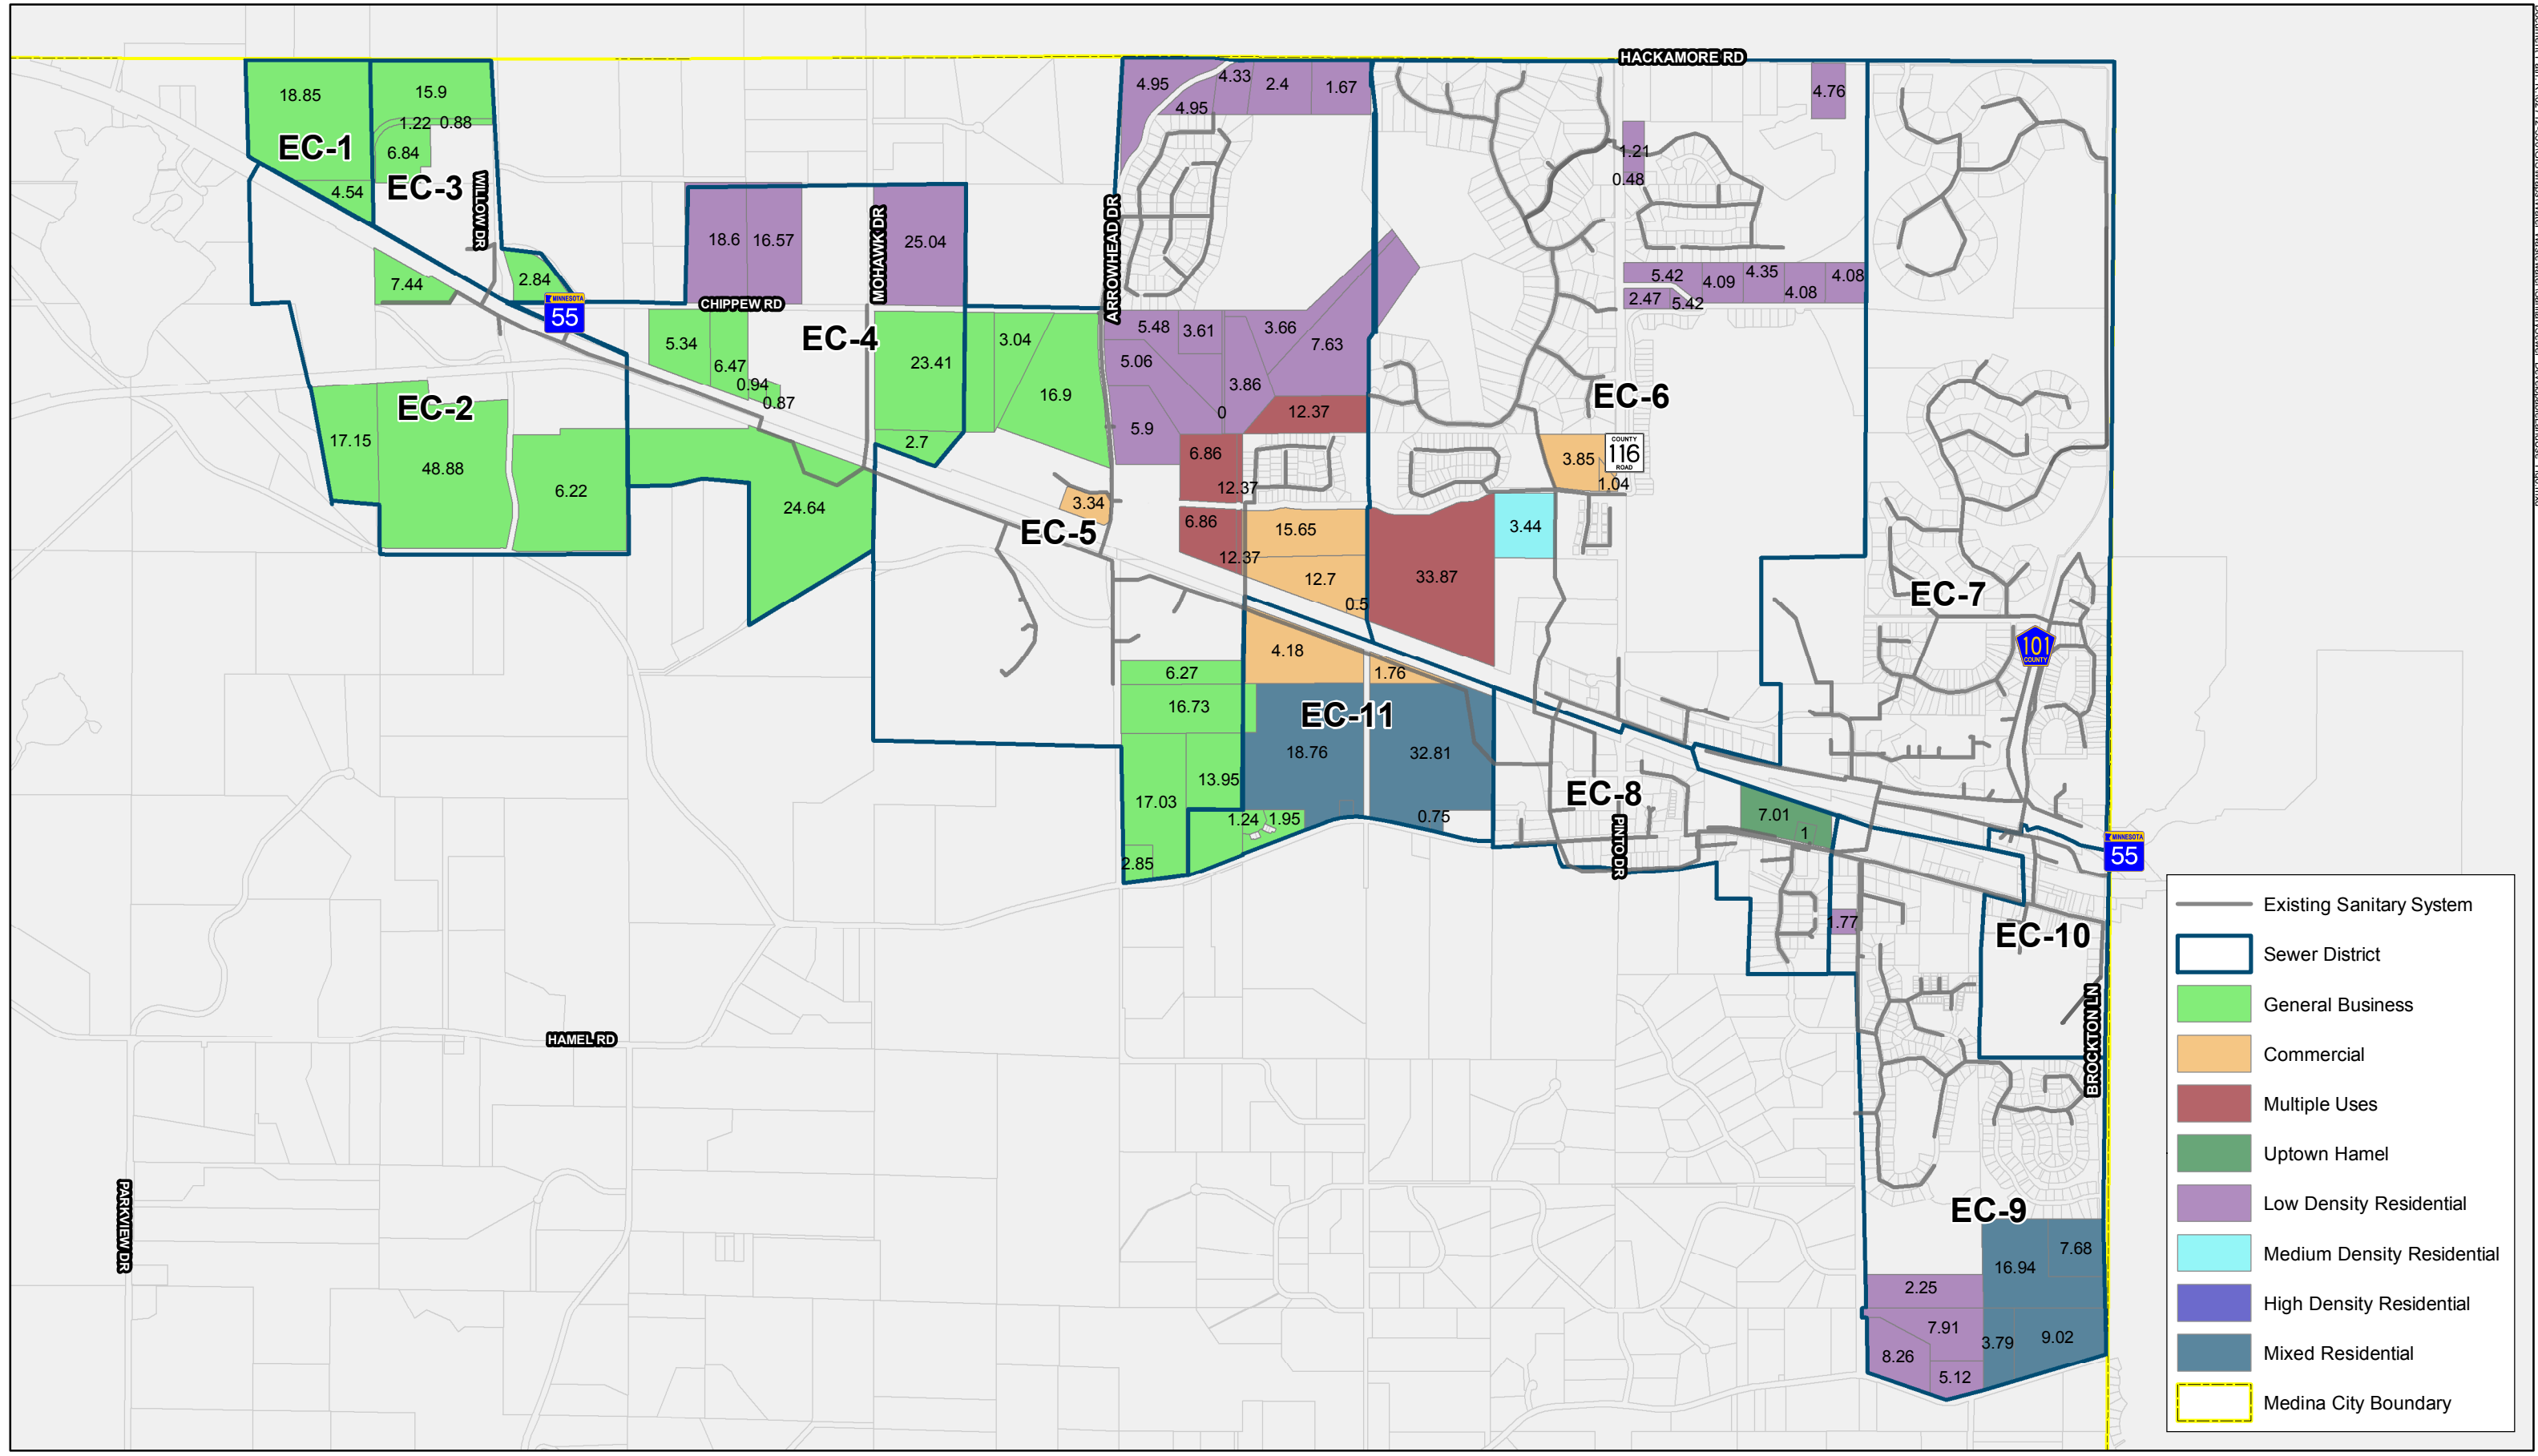 HACKAMORE RD
18.85
15.9
1.22
0.88
EC-1
6.84
EC-3
4.54
WILLOW DR
7.44
2.84
MINNESOTA
55
4.95
4.33
2.4
1.67
4.95
4.76
1.21
0.48
18.6
16.57
MOHAWK DR
25.04
ARROWHEAD DR
CHIPPEW RD
5.42
4.09
4.35
4.08
4.08
2.47
5.42
EC-4
5.34
6.47
0.94
0.87
23.41
3.04
16.9
2.7
5.48
3.61
3.66
7.63
5.06
3.86
0
5.9
12.37
EC-6
EC-2
17.15
48.88
6.22
24.64
6.86
12.37
3.85
COUNTY
116
ROAD
1.04
3.34
EC-5
6.86
12.37
15.65
12.7
0.5
33.87
3.44
EC-7
101
COUNTY
4.18
1.76
6.27
16.73
EC-11
18.76
32.81
13.95
17.03
1.24
1.95
0.75
2.85
EC-8
PINTO DR
7.01
1
MINNESOTA
55
1.77
EC-10
BROCKTON LN
HAMEL RD
PARKVIEW DR
EC-9
7.68
16.94
2.25
7.91
3.79
9.02
8.26
5.12
Existing Sanitary System
Sewer District
General Business
Commercial
Multiple Uses
Uptown Hamel
Low Density Residential
Medium Density Residential
High Density Residential
Mixed Residential
Medina City Boundary